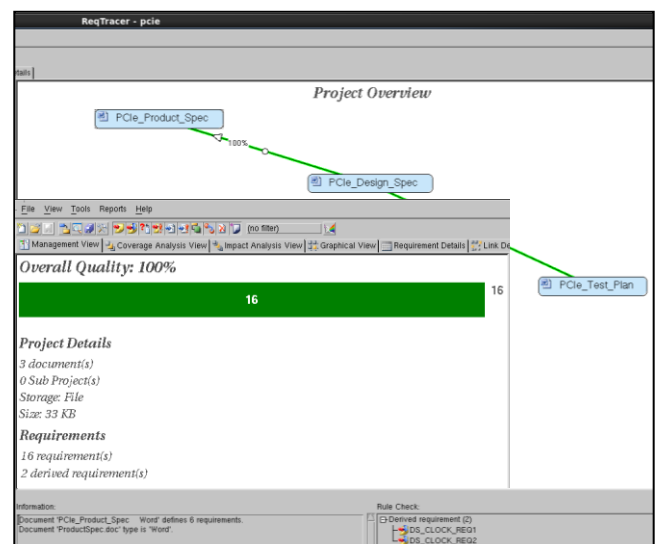 ReqTracer - pcie
tails
Project Overview
PCIe_Product_Spec
100%
PCIe_Design_Spec
File View Tools Reports Help
(no filter)
Management View Coverage Analysis View Impact Analysis View Graphical View Requirement Details Link De
Overall Quality: 100%
16
16
PCIe_Test_Plan
Project Details
3 document(s)
0 Sub Project(s)
Storage: File
Size: 33 KB
Requirements
16 requirement(s)
2 derived requirement(s)
Information:
Rule Check:
Document 'PCIe_Product_Spec Word' defines 6 requirements.
Document 'ProductSpec.doc' type is 'Word'.
Derived requirement (2)
DS_CLOCK_REQ1
DS_CLOCK_REQ2